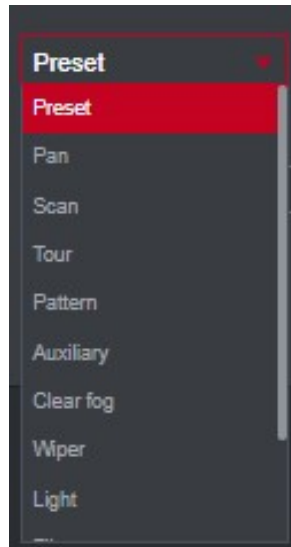 Preset
Preset
Pan
Scan
Tour
Pattern
Auxiliary
Clear fog
Wiper
Light